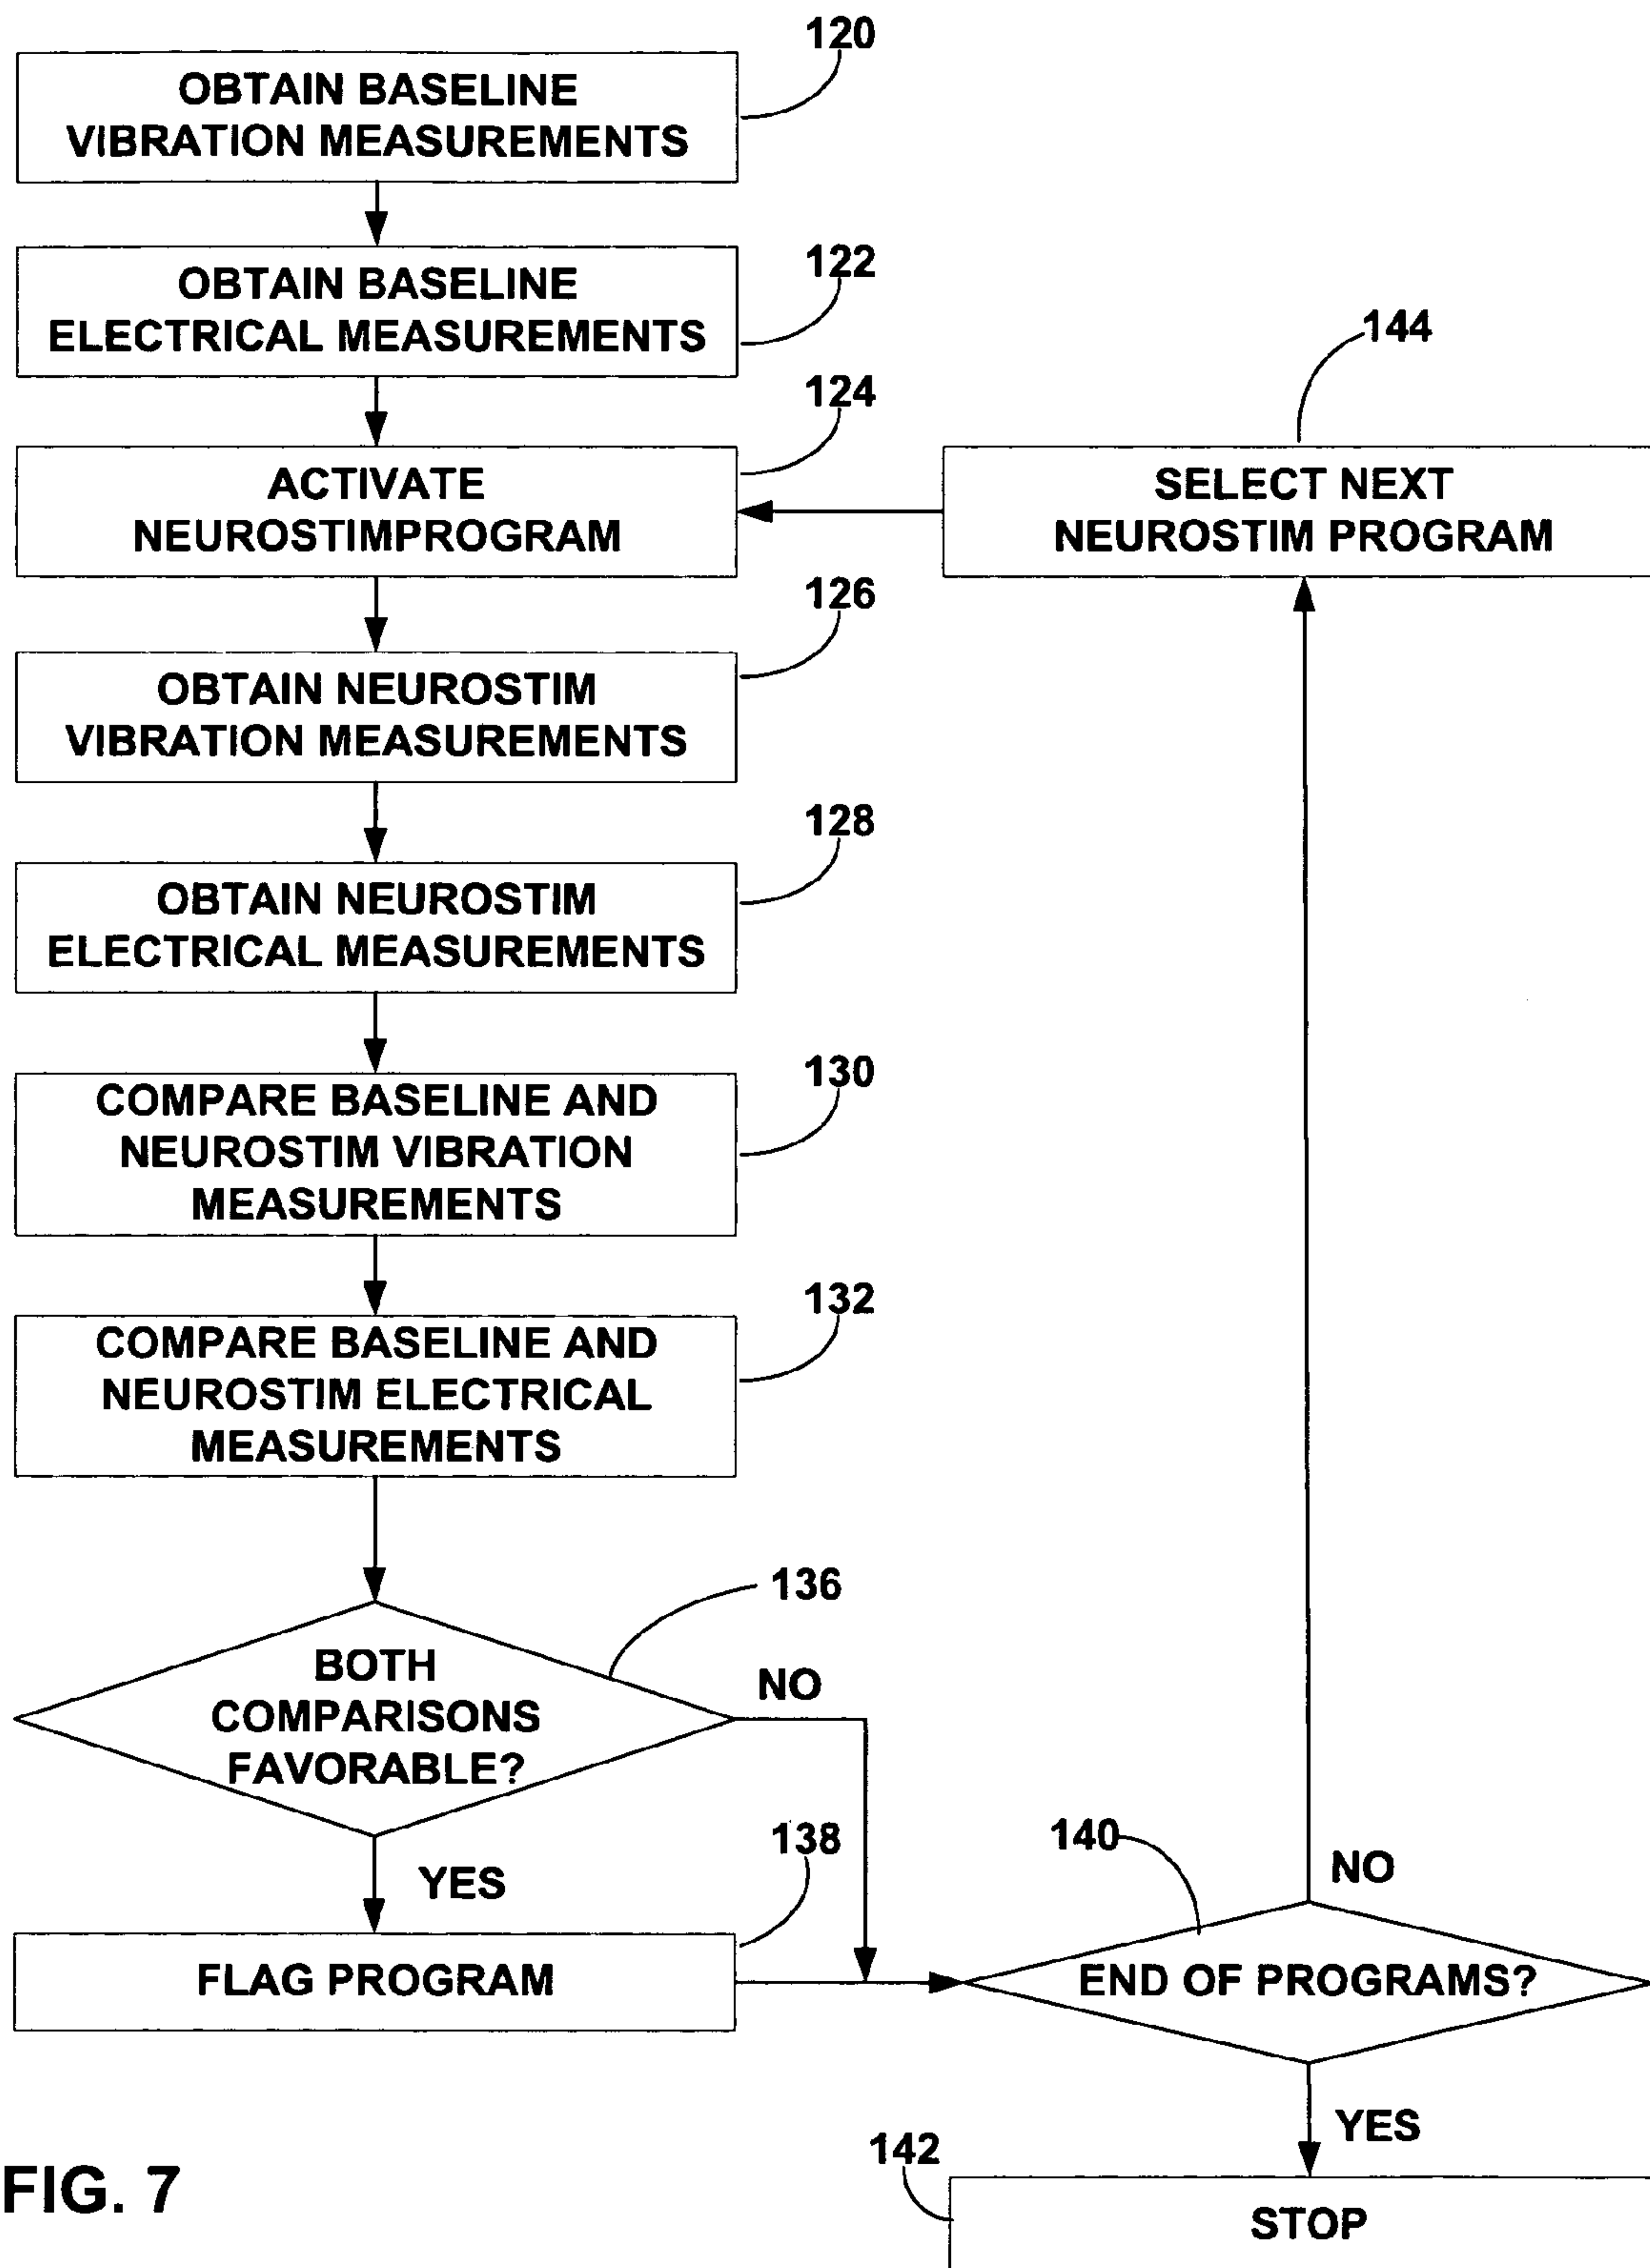 120
OBTAIN BASELINE
VIBRATION MEASUREMENTS
122
OBTAIN BASELINE
ELECTRICAL MEASUREMENTS
124
ACTIVATE
NEUROSTIMPROGRAM
144
SELECT NEXT
NEUROSTIM PROGRAM
126
OBTAIN NEUROSTIM
VIBRATION MEASUREMENTS
128
OBTAIN NEUROSTIM
ELECTRICAL MEASUREMENTS
130
COMPARE BASELINE AND
NEUROSTIM VIBRATION
MEASUREMENTS
132
COMPARE BASELINE AND
NEUROSTIM ELECTRICAL
MEASUREMENTS
136
BOTH
COMPARISONS
FAVORABLE?
NO
YES
138
FLAG PROGRAM
140
NO
END OF PROGRAMS?
YES
142
STOP
FIG. 7